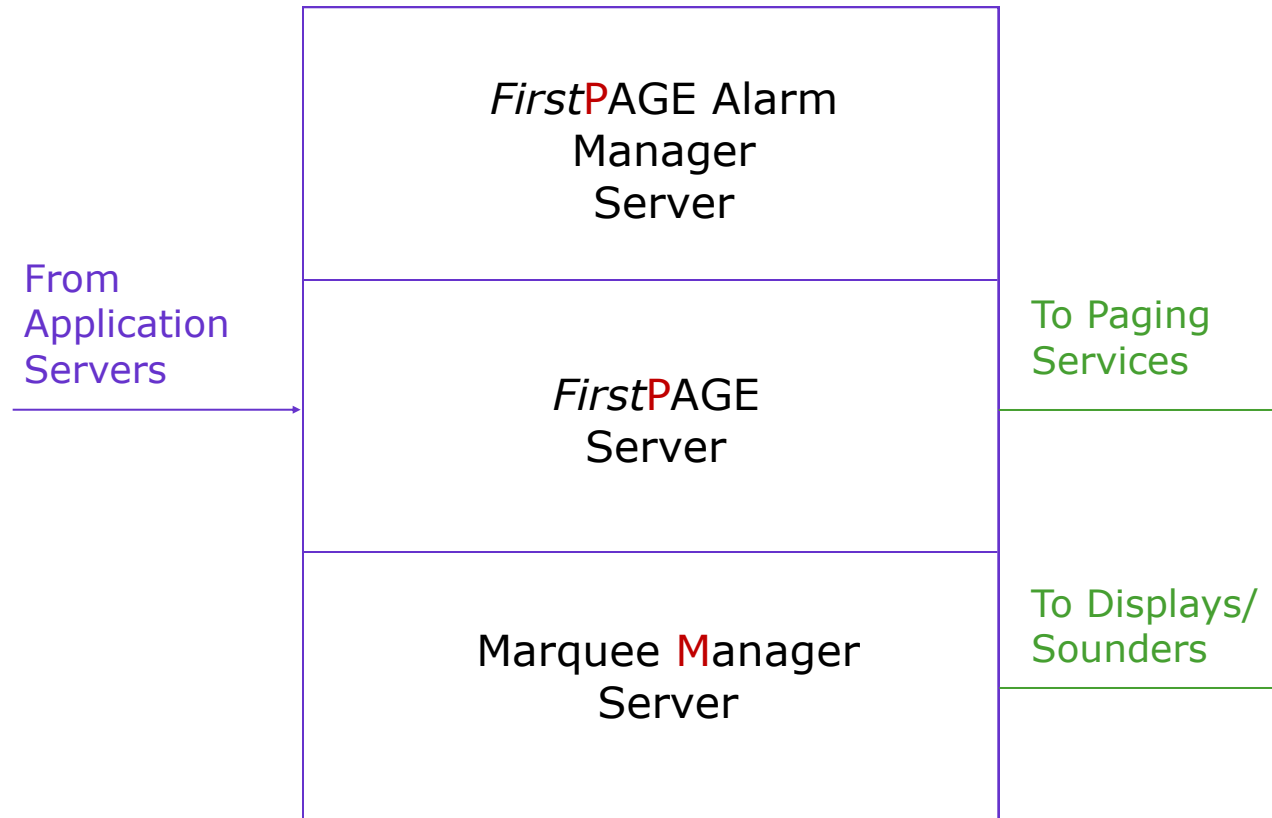 FirstPAGE Alarm
Manager
Server
From
Application
Servers
To Paging
Services
FirstPAGE
Server
To Displays/
Sounders
Marquee Manager
Server